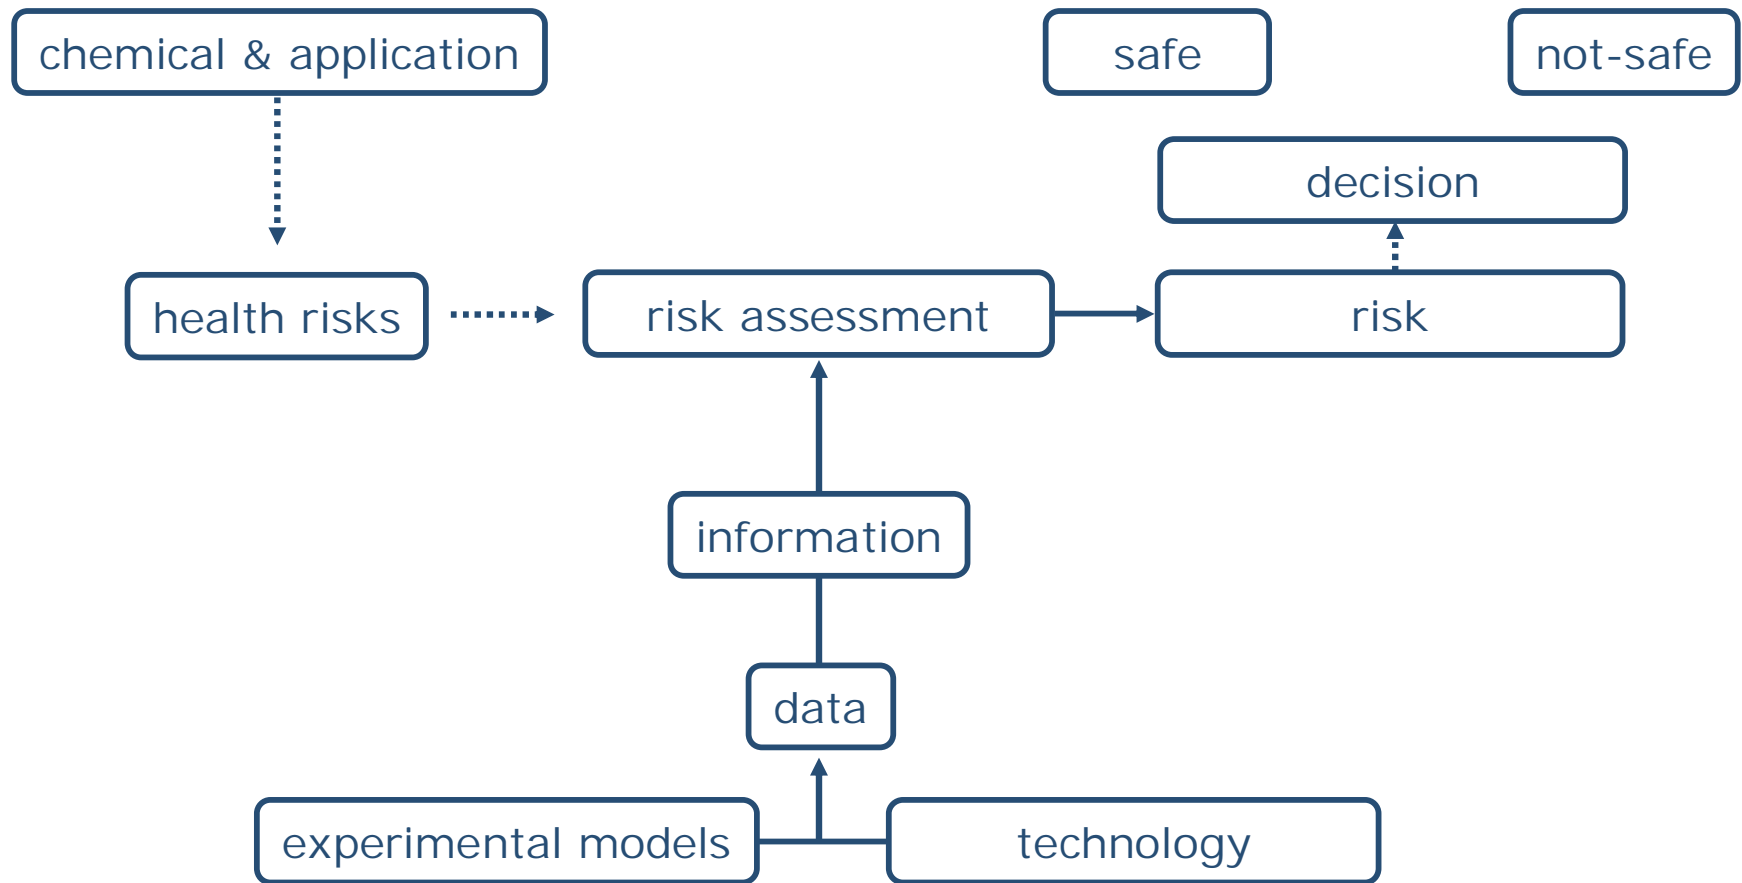 chemical & application
safe
not-safe
decision
health risks
risk assessment
risk
information
data
experimental models
technology